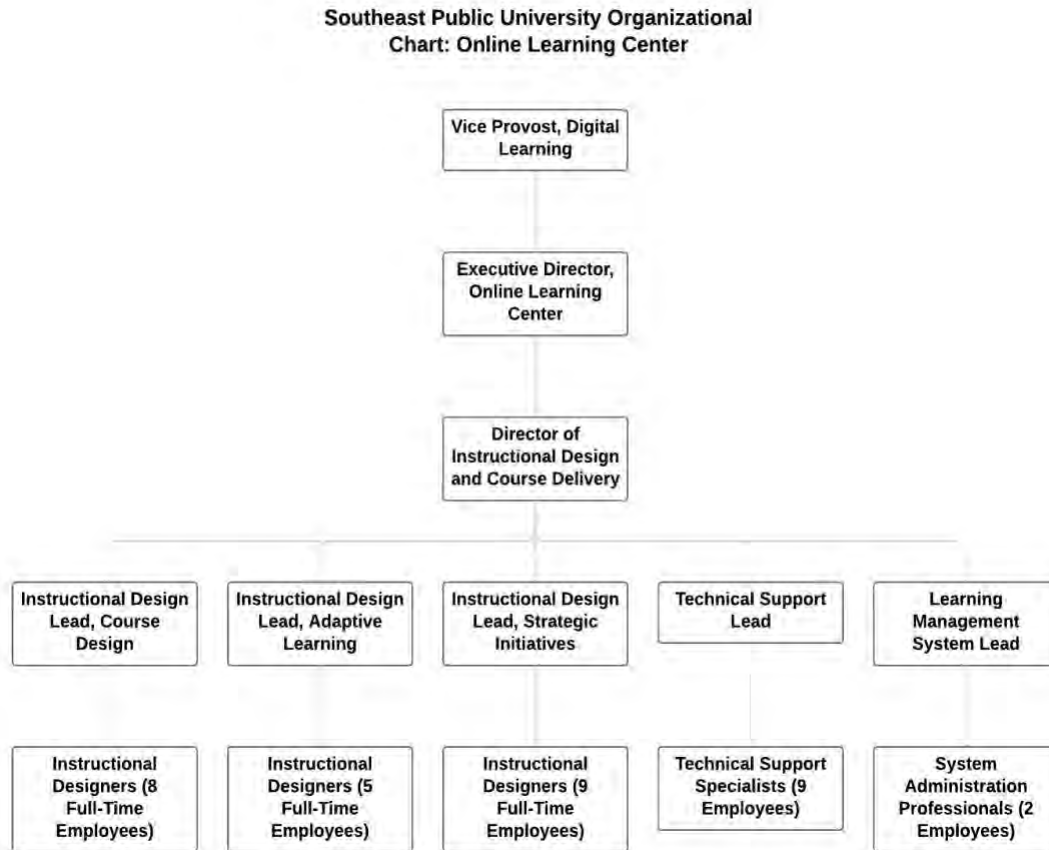 Southeast Public University Organizational
Chart: Online Learning Center
Vice Provost, Digital
Learning
Executive Director,
Online Learning
Center
Director of
Instructional Design
and Course Delivery
Instructional Design
Lead, Course
Design
Instructional Design
Lead, Adaptive
Learning
Instructional Design
Lead, Strategic
Initiatives
Technical Support
Lead
Learning
Management
System Lead
Instructional
Designers (8
Full-Time
Employees)
Instructional
Designers (5
Full-Time
Employees)
Instructional
Designers (9
Full-Time
Employees)
Technical Support
Specialists (9
Employees)
System
Administration
Professionals (2
Employees)